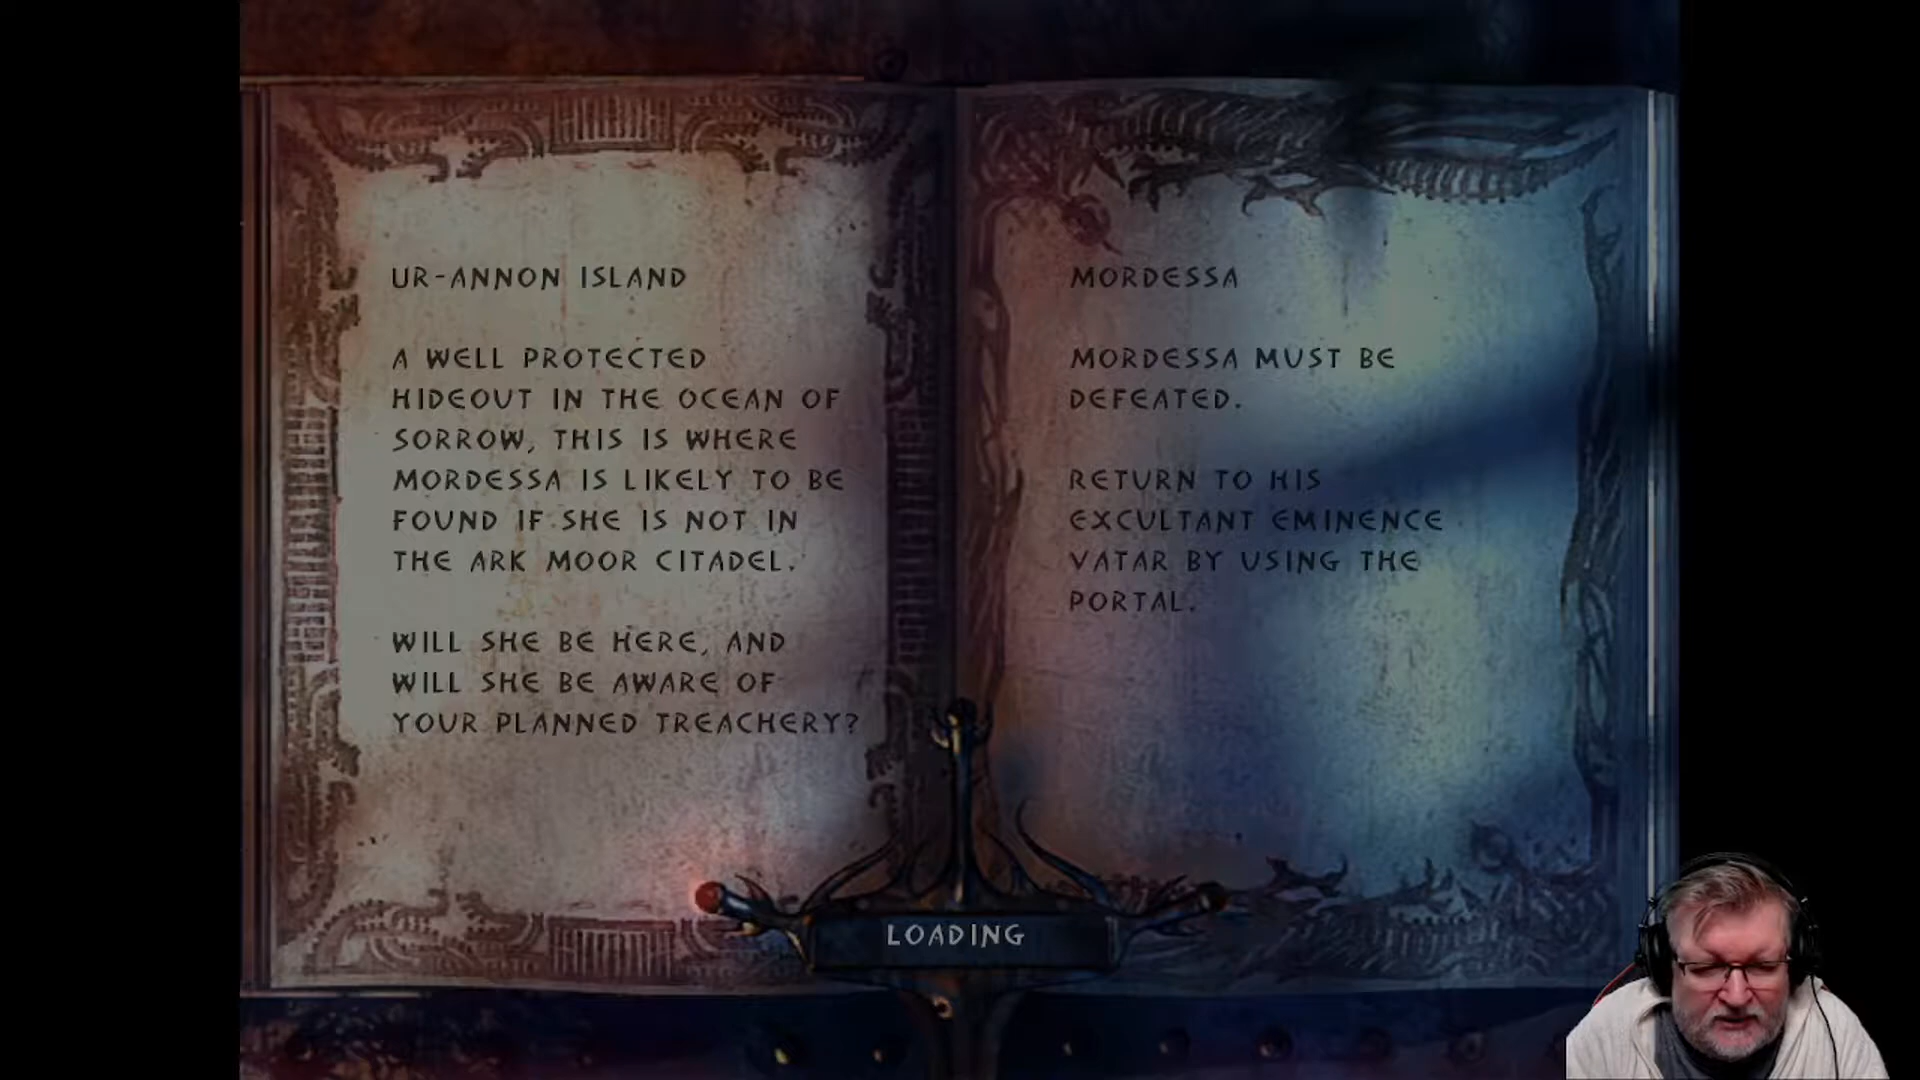 UR-ANNON ISLAND
A WELL PROTECTED
HIDEOUT IN THE OCEAN OF
SORROW, THIS IS WHERE
MORDESSA IS LIKELY TO BE
FOUND IF SHE IS NOT IN
THE ARK MOOR CITADEL.
WILL SHE BE HERE, AND
WILL SHE BE AWARE OF
YOUR PLANNED TREACHERY?
MORDESSA
MORDESSA MUST BE
DEFEATED.
RETURN TO HIS
EXCULTANT EMINENCE
VATAR BY USING THE
PORTAL.
LOADING